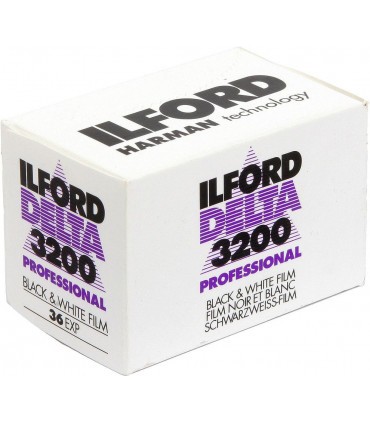 ILFORD
HARMAN technology
ILFORD
DELTA
3200
PROFESSIONAL
BLACK & WHITE FILM
36 EXP
ILFORD
DELTA
3200
PROFESSIONAL
BLACK & WHITE FILM
FILM NOIR ET BLANC
SCHWARZWEISS-FILM